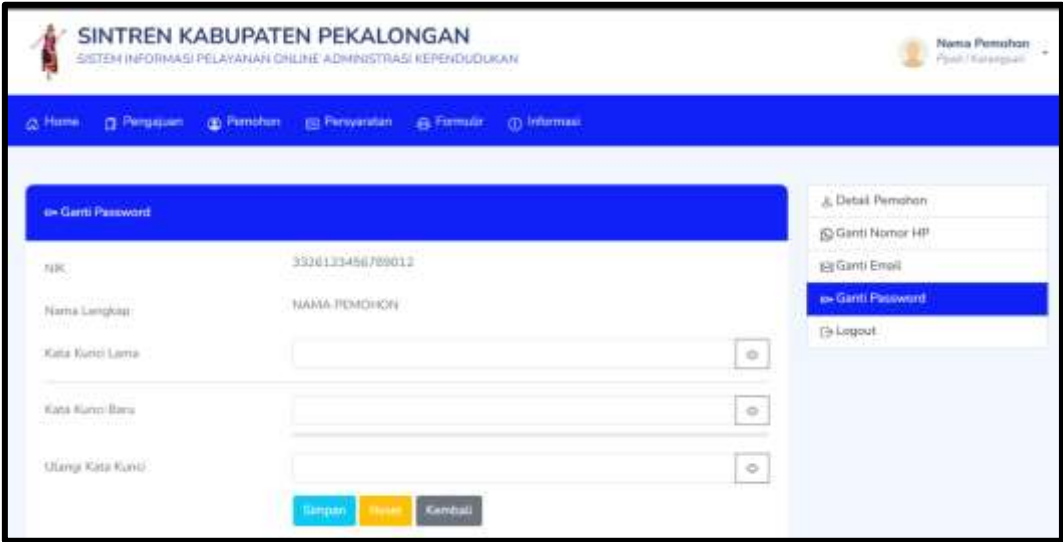 SINTREN KABUPATEN PEKALONGAN
SISTEM INFORMASI PELAYANAN ONLINE ADMINISTRASI KEPENDUDUKAN
Nama Pemohon
Home Pengajuan Pemohon Persyaratan Formulir Informasi
Ganti Password
NIK 3326123456789012
Nama Lengkap NAMA PEMOHON
Kata Kunci Lama
Kata Kunci Baru
Ulangi Kata Kunci
Simpan Reset Kembali
Detail Pemohon
Ganti Nomor HP
Ganti Email
Ganti Password
Logout